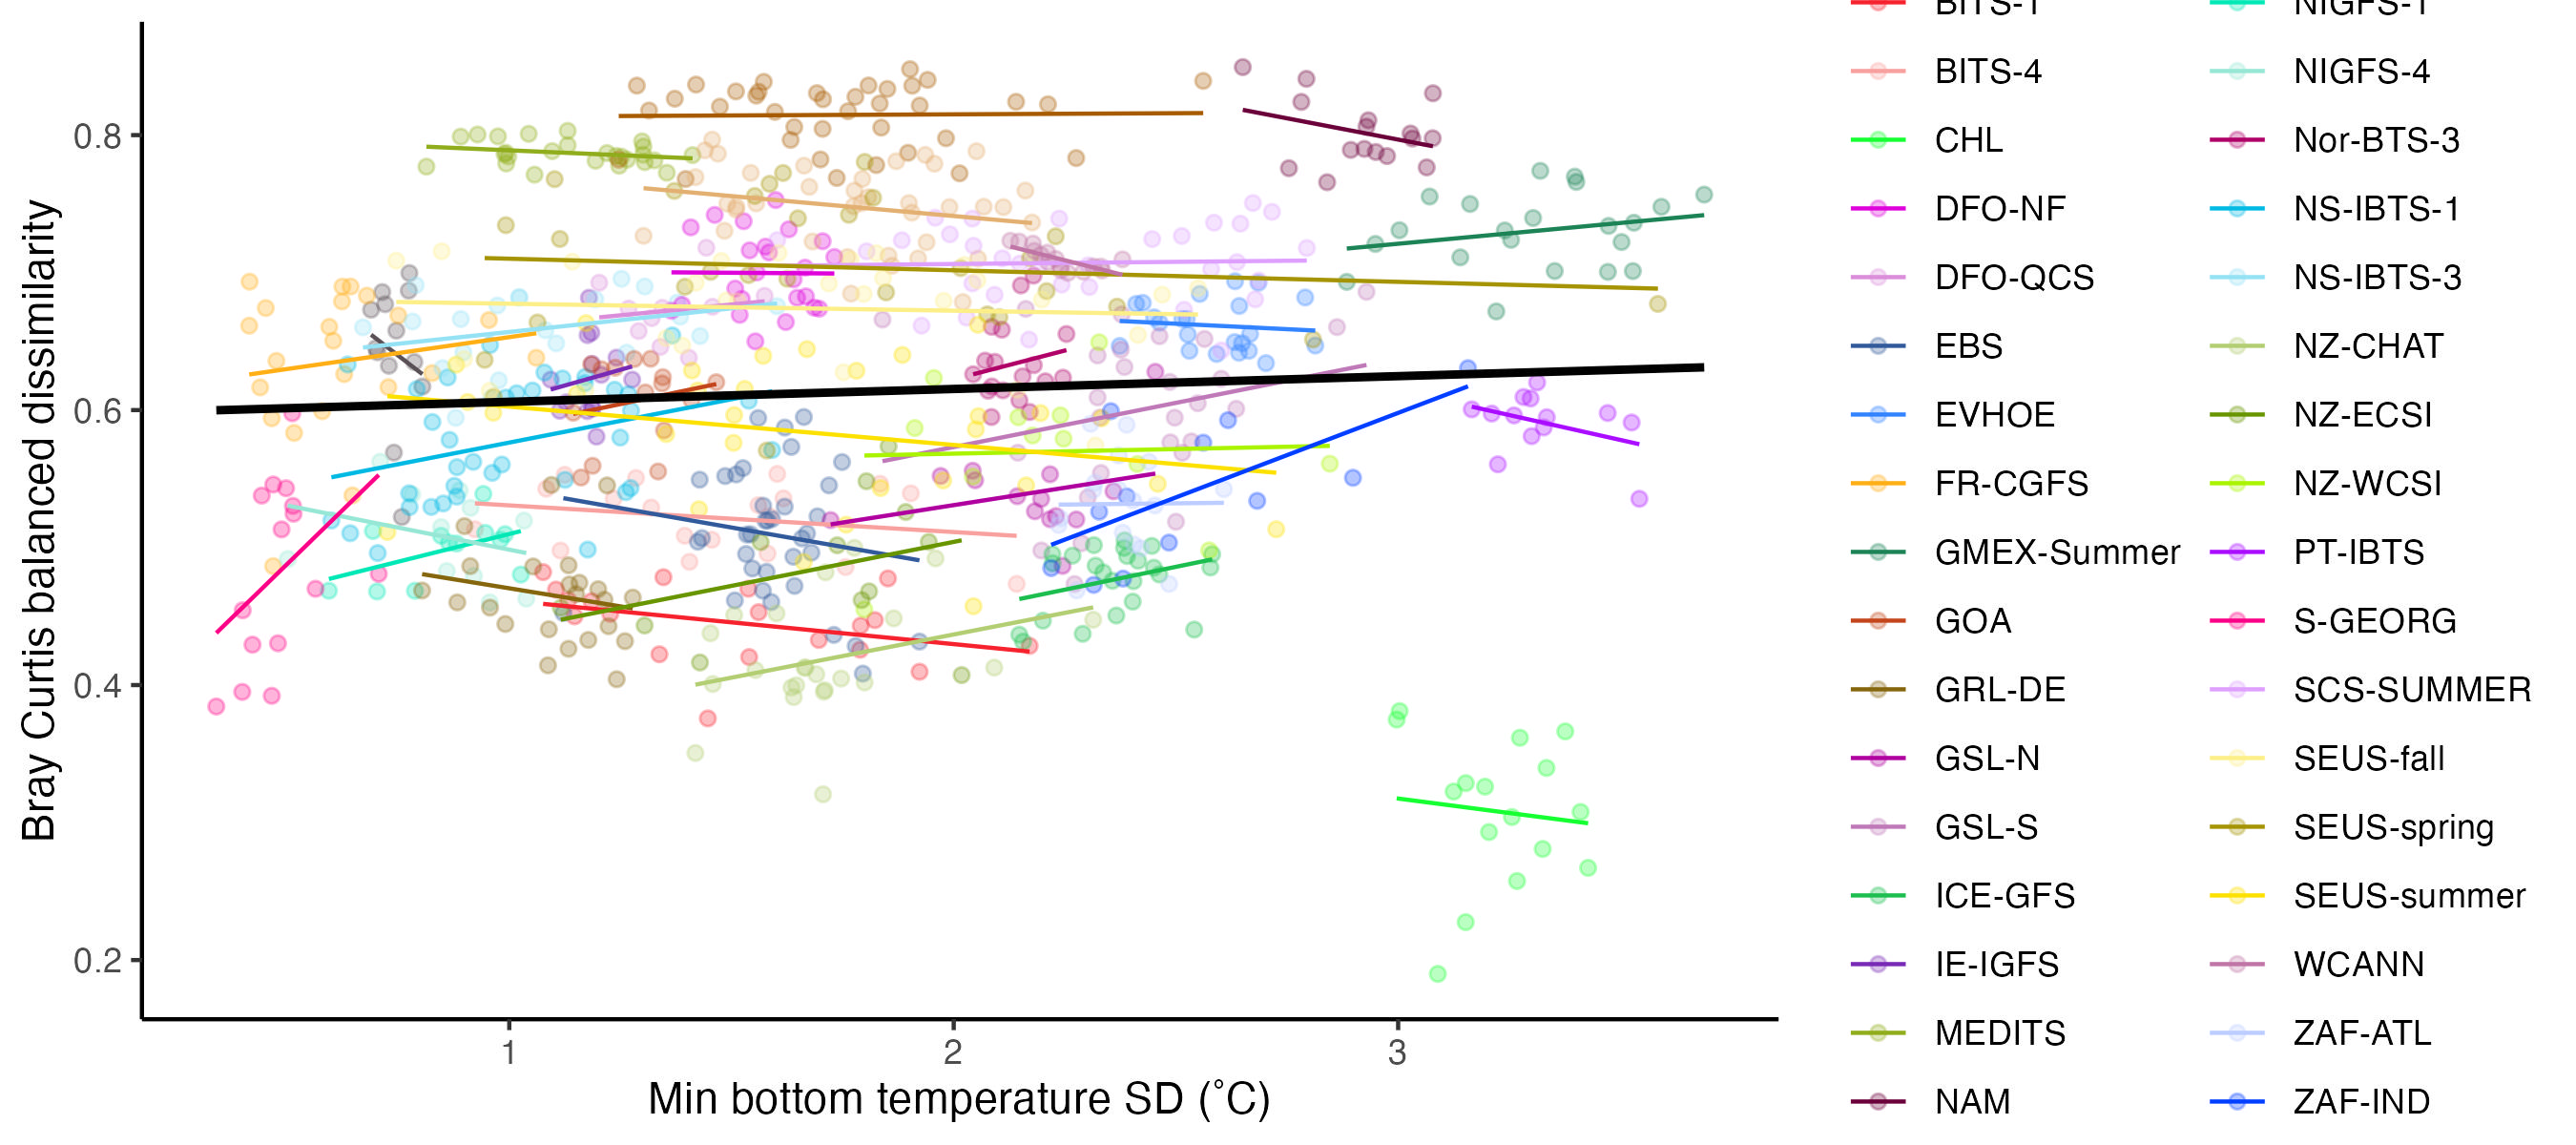 BITS-1 NIGFS-1
BITS-4 NIGFS-4
CHL Nor-BTS-3
DFO-NF NS-IBTS-1
DFO-QCS NS-IBTS-3
EBS NZ-CHAT
EVHOE NZ-ECSI
FR-CGFS NZ-WCSI
GMEX-Summer PT-IBTS
GOA S-GEORG
GRL-DE SCS-SUMMER
GSL-N SEUS-fall
GSL-S SEUS-spring
ICE-GFS SEUS-summer
IE-IGFS WCANN
MEDITS ZAF-ATL
NAM ZAF-IND
Bray Curtis balanced dissimilarity
0.8
0.6
0.4
0.2
1 2 3
Min bottom temperature SD (˚C)